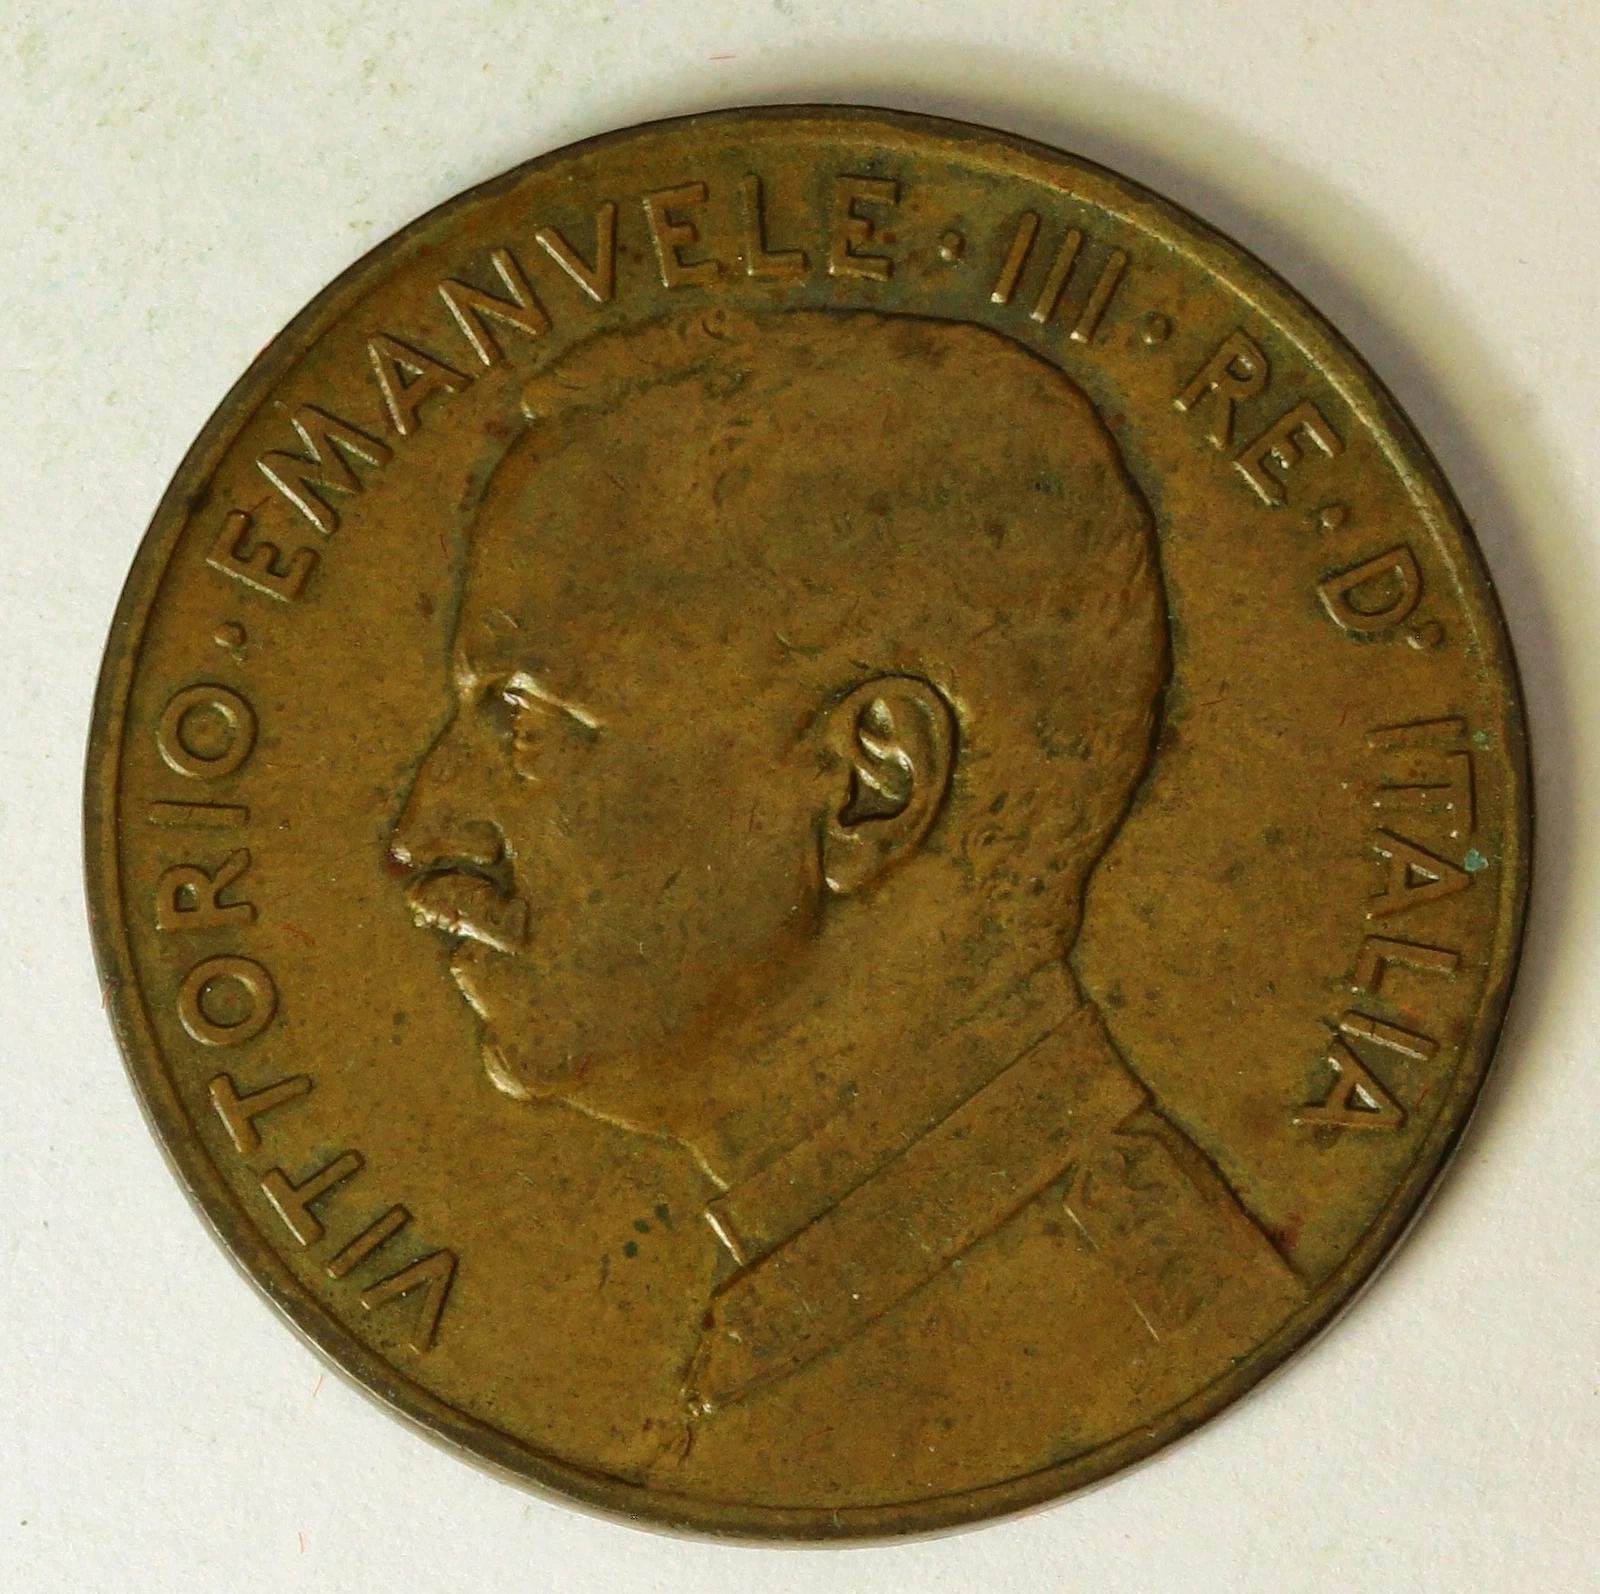 VITTORIO · EMANVELE · III · RE · D· ITALIA